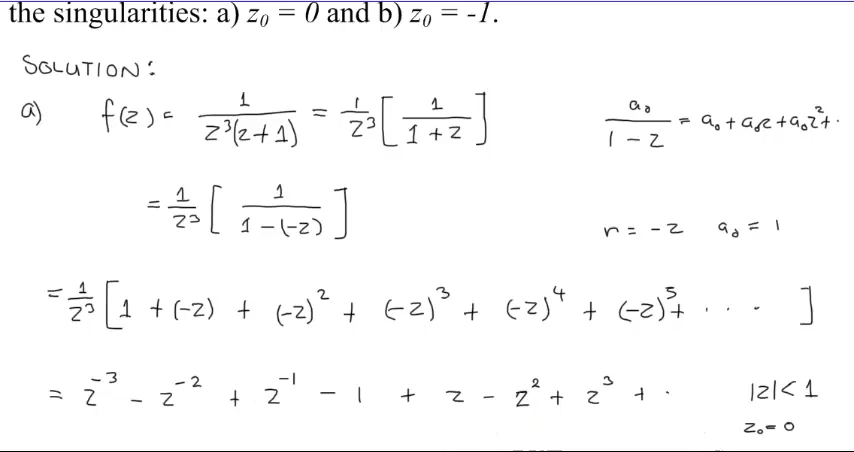 the singularities: a) z₀ = 0 and b) z₀ = -1.
SOLUTION:
a) f(z) = 1/(z³(z+1)) = 1/z³ [ 1/(1+z) ] a₀/(1-z) = a₀ + a₀z + a₀z² + .
= 1/z³ [ 1/(1-(-z)) ] r = -z a₀ = 1
= 1/z³ [ 1 + (-z) + (-z)² + (-z)³ + (-z)⁴ + (-z)⁵ + . . . ]
= z⁻³ - z⁻² + z⁻¹ - 1 + z - z² + z³ + . |z| < 1
z₀ = 0